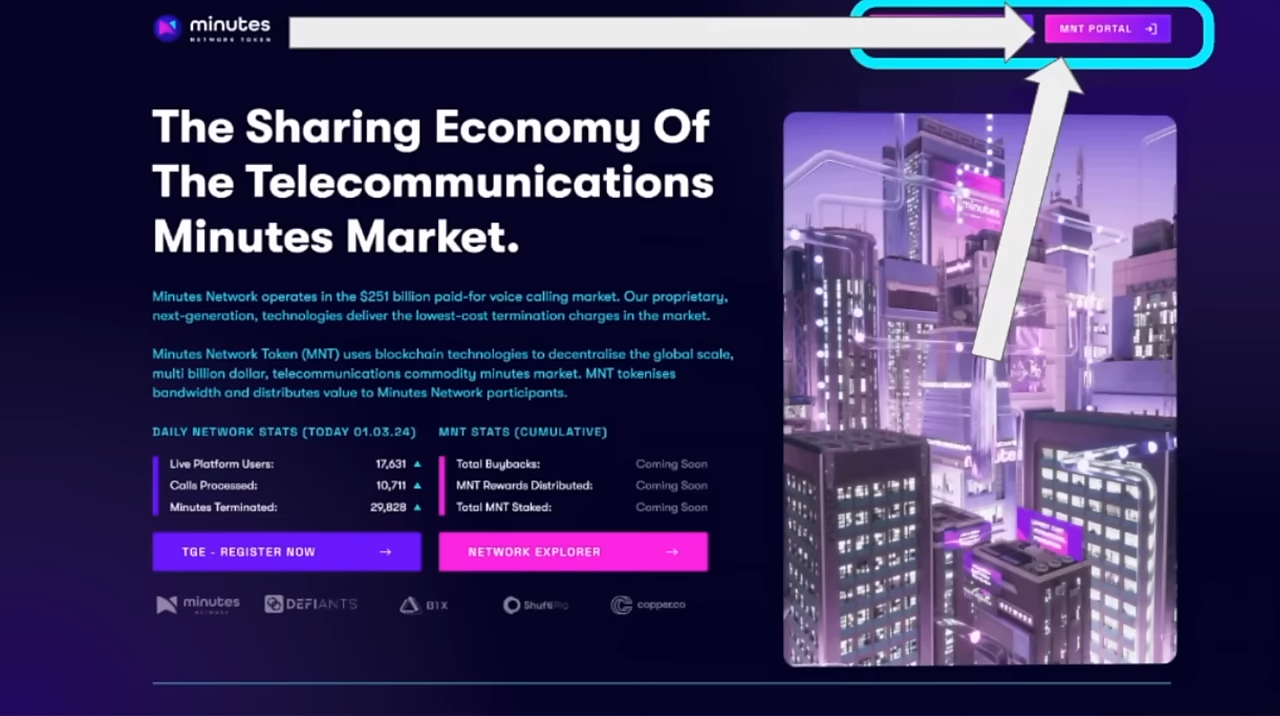 minutes
NETWORK TOKEN
MNT PORTAL
The Sharing Economy Of
The Telecommunications
Minutes Market.
Minutes Network operates in the $251 billion paid-for voice calling market. Our proprietary,
next-generation, technologies deliver the lowest-cost termination charges in the market.
Minutes Network Token (MNT) uses blockchain technologies to decentralise the global scale,
multi billion dollar, telecommunications commodity minutes market. MNT tokenises
bandwidth and distributes value to Minutes Network participants.
DAILY NETWORK STATS (TODAY 01.03.24)
Live Platform Users: 17,631
Calls Processed: 10,711
Minutes Terminated: 29,828
MNT STATS (CUMULATIVE)
Total Buybacks: Coming Soon
MNT Rewards Distributed: Coming Soon
Total MNT Staked: Coming Soon
TGE - REGISTER NOW →
NETWORK EXPLORER →
minutes
NETWORK
DEFIANTS
01X
ShuftiPro
copper.co
minutes